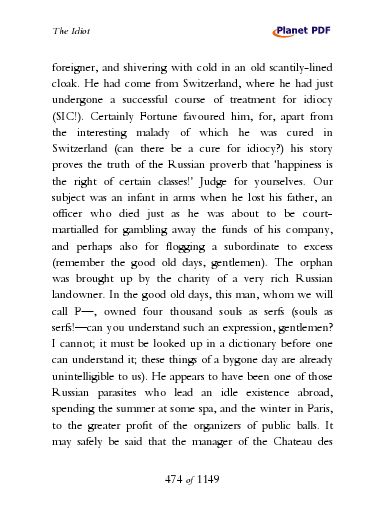 The Idiot
Planet PDF
foreigner, and shivering with cold in an old scantily-lined
cloak. He had come from Switzerland, where he had just
undergone a successful course of treatment for idiocy
(SIC!). Certainly Fortune favoured him, for, apart from
the interesting malady of which he was cured in
Switzerland (can there be a cure for idiocy?) his story
proves the truth of the Russian proverb that 'happiness is
the right of certain classes!' Judge for yourselves. Our
subject was an infant in arms when he lost his father, an
officer who died just as he was about to be court-
martialled for gambling away the funds of his company,
and perhaps also for flogging a subordinate to excess
(remember the good old days, gentlemen). The orphan
was brought up by the charity of a very rich Russian
landowner. In the good old days, this man, whom we will
call P—, owned four thousand souls as serfs (souls as
serfs!—can you understand such an expression, gentlemen?
I cannot; it must be looked up in a dictionary before one
can understand it; these things of a bygone day are already
unintelligible to us). He appears to have been one of those
Russian parasites who lead an idle existence abroad,
spending the summer at some spa, and the winter in Paris,
to the greater profit of the organizers of public balls. It
may safely be said that the manager of the Chateau des
474 of 1149